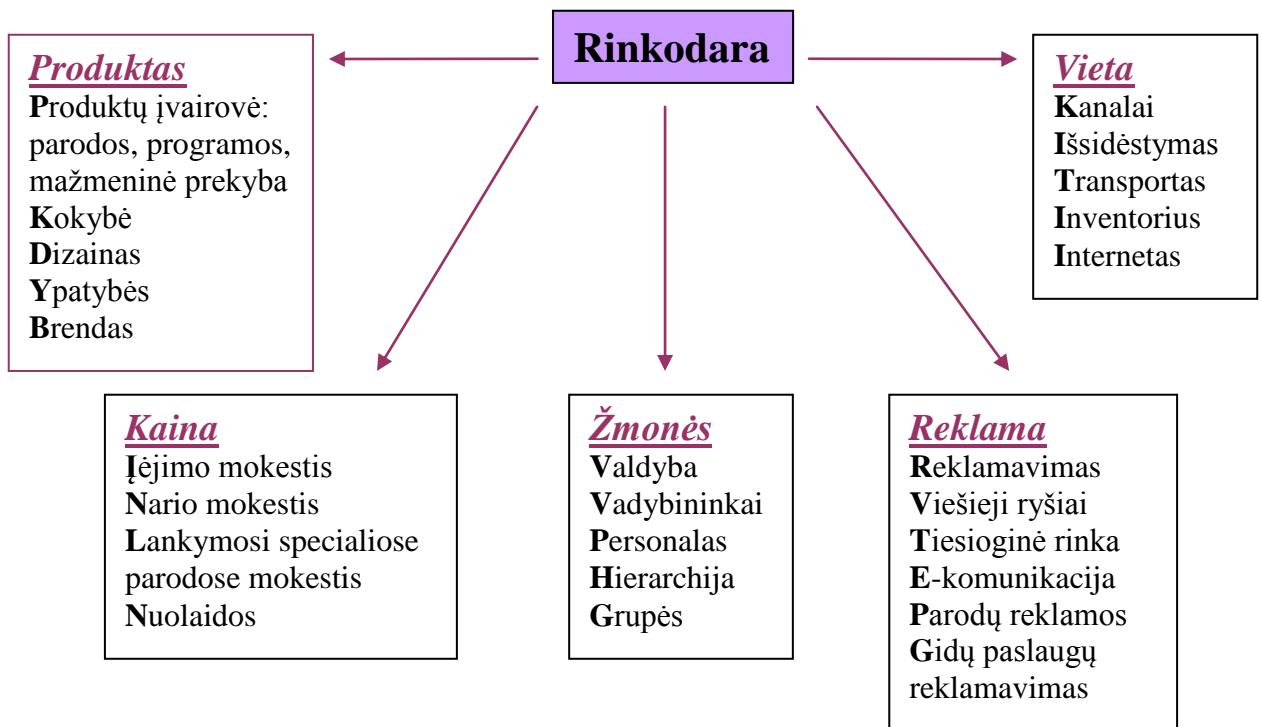 Rinkodara
Produktas
Produktų įvairovė:
parodos, programos,
mažmeninė prekyba
Kokybė
Dizainas
Ypatybės
Brendas
Vieta
Kanalai
Išsidėstymas
Transportas
Inventorius
Internetas
Kaina
Įėjimo mokestis
Nario mokestis
Lankymosi specialiose
parodose mokestis
Nuolaidos
Žmonės
Valdyba
Vadybininkai
Personalas
Hierarchija
Grupės
Reklama
Reklamavimas
Viešieji ryšiai
Tiesioginė rinka
E-komunikacija
Parodų reklamos
Gidų paslaugų
reklamavimas